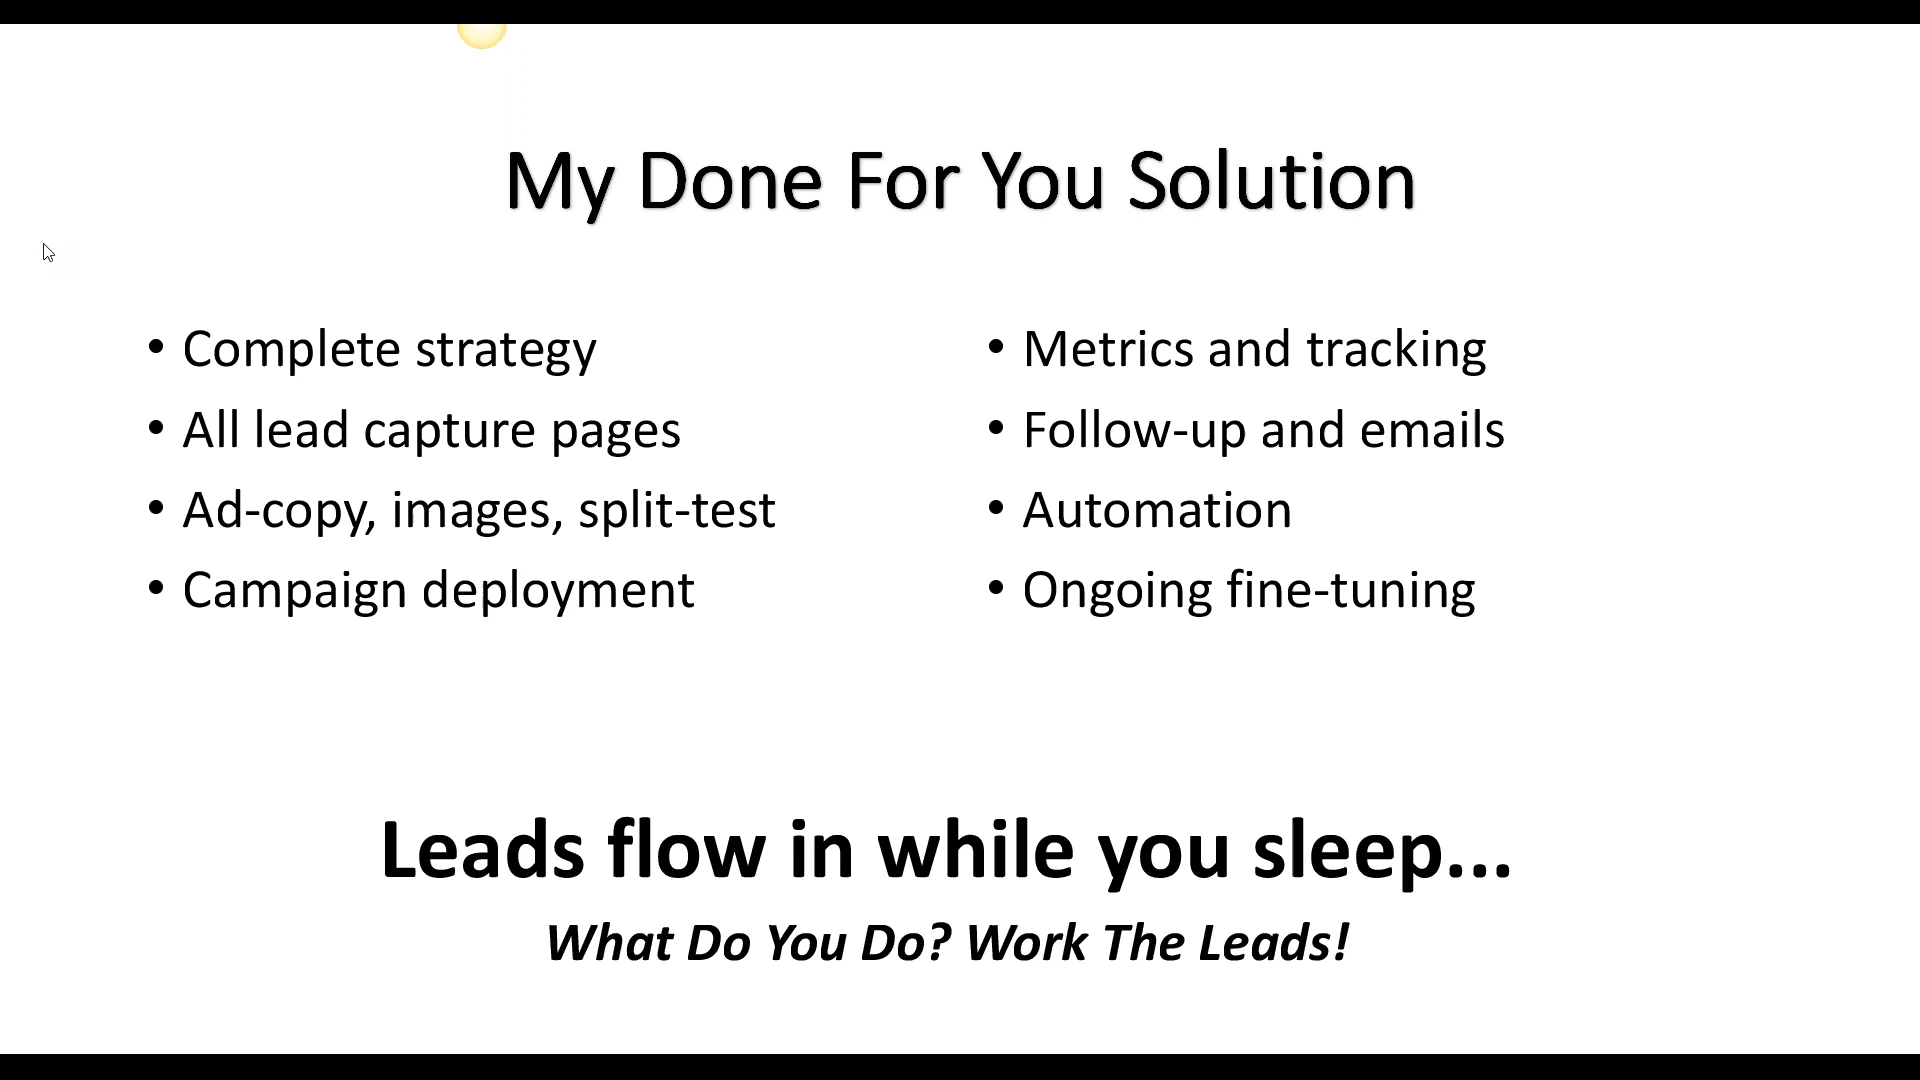 My Done For You Solution
• Complete strategy
• All lead capture pages
• Ad-copy, images, split-test
• Campaign deployment
• Metrics and tracking
• Follow-up and emails
• Automation
• Ongoing fine-tuning
Leads flow in while you sleep...
What Do You Do? Work The Leads!